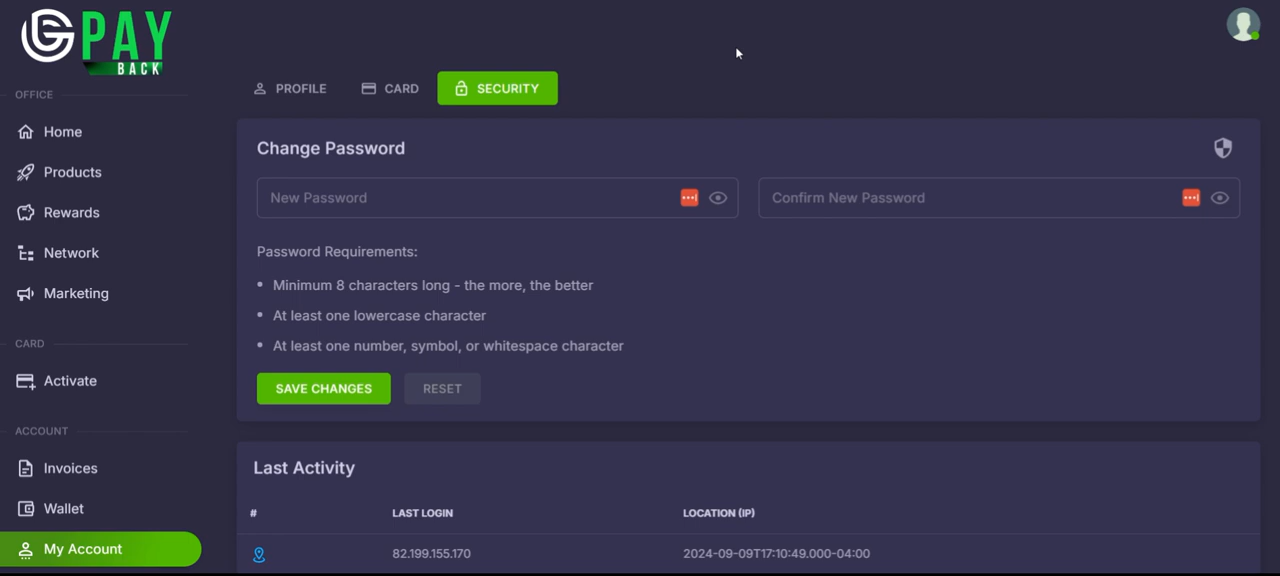 PAY
BACK
OFFICE
Home
Products
Rewards
Network
Marketing
CARD
Activate
ACCOUNT
Invoices
Wallet
My Account
PROFILE CARD SECURITY
Change Password
New Password Confirm New Password
Password Requirements:
• Minimum 8 characters long - the more, the better
• At least one lowercase character
• At least one number, symbol, or whitespace character
SAVE CHANGES RESET
Last Activity
# LAST LOGIN LOCATION (IP)
82.199.155.170 2024-09-09T17:10:49.000-04:00